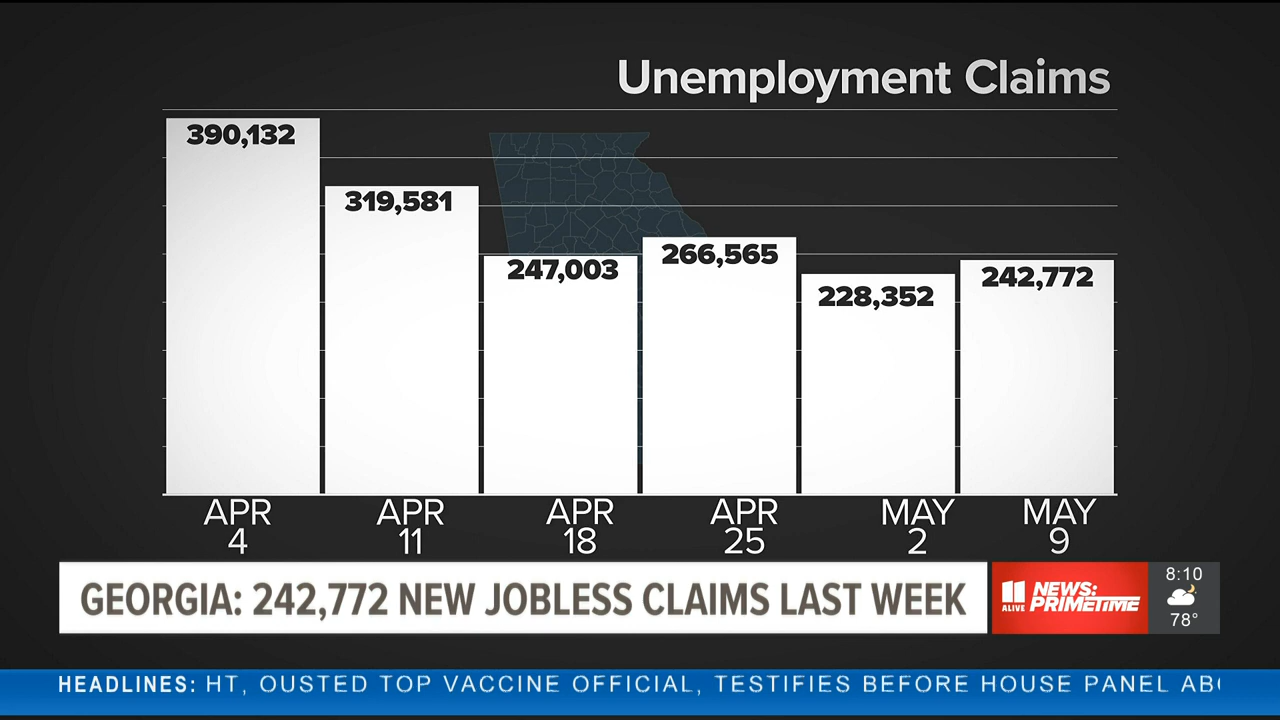 Unemployment Claims
390,132
319,581
247,003
266,565
228,352
242,772
APR
4
APR
11
APR
18
APR
25
MAY
2
MAY
9
GEORGIA: 242,772 NEW JOBLESS CLAIMS LAST WEEK
11
ALIVE
NEWS:
PRIMETIME
8:10
78°
HEADLINES: HT, OUSTED TOP VACCINE OFFICIAL, TESTIFIES BEFORE HOUSE PANEL AB